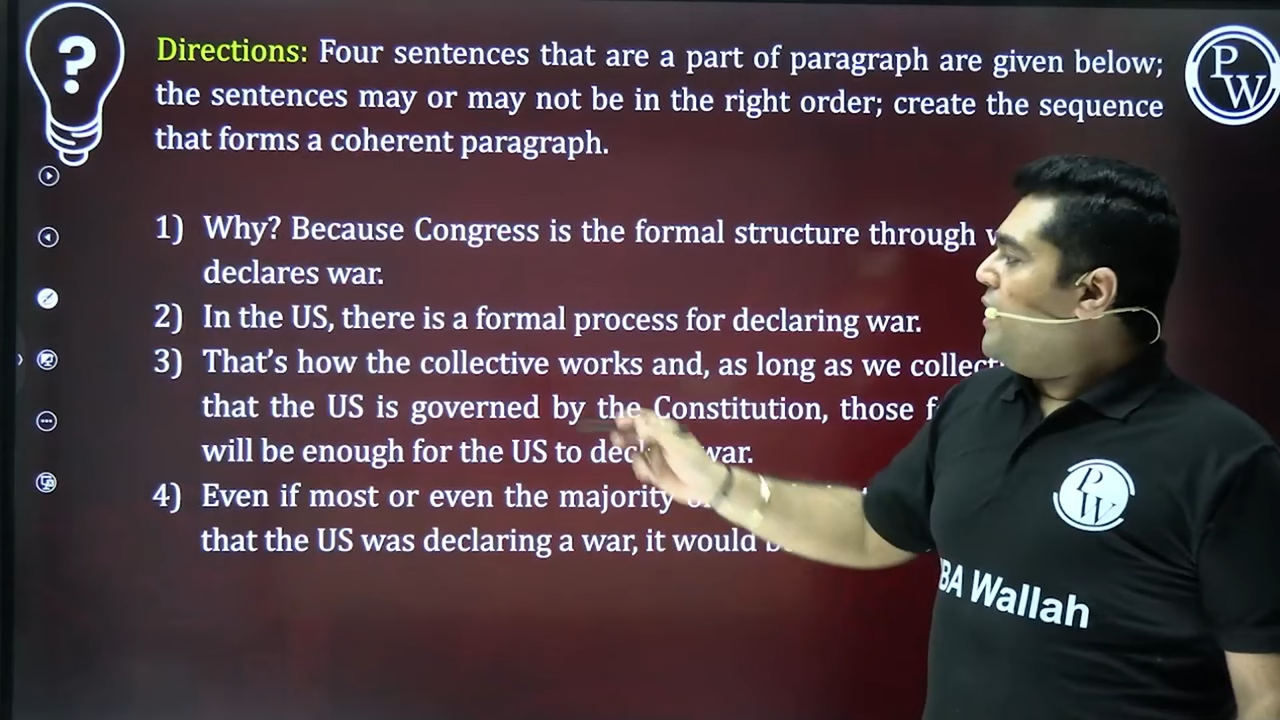 ?
Directions: Four sentences that are a part of paragraph are given below;
the sentences may or may not be in the right order; create the sequence
that forms a coherent paragraph.
PW
1) Why? Because Congress is the formal structure through
declares war.
2) In the US, there is a formal process for declaring war.
3) That's how the collective works and, as long as we
that the US is governed by the Constitution, those
will be enough for the US to war.
4) Even if most or even the majority
that the US was declaring a war, it would
PW
BA Wallah